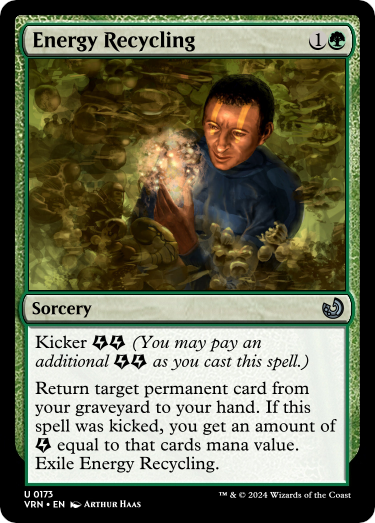 Energy Recycling 1
Sorcery
Kicker (You may pay an
additional as you cast this spell.)
Return target permanent card from
your graveyard to your hand. If this
spell was kicked, you get an amount of
equal to that cards mana value.
Exile Energy Recycling.
U 0173
VRN • EN Arthur Haas
™ & © 2024 Wizards of the Coast